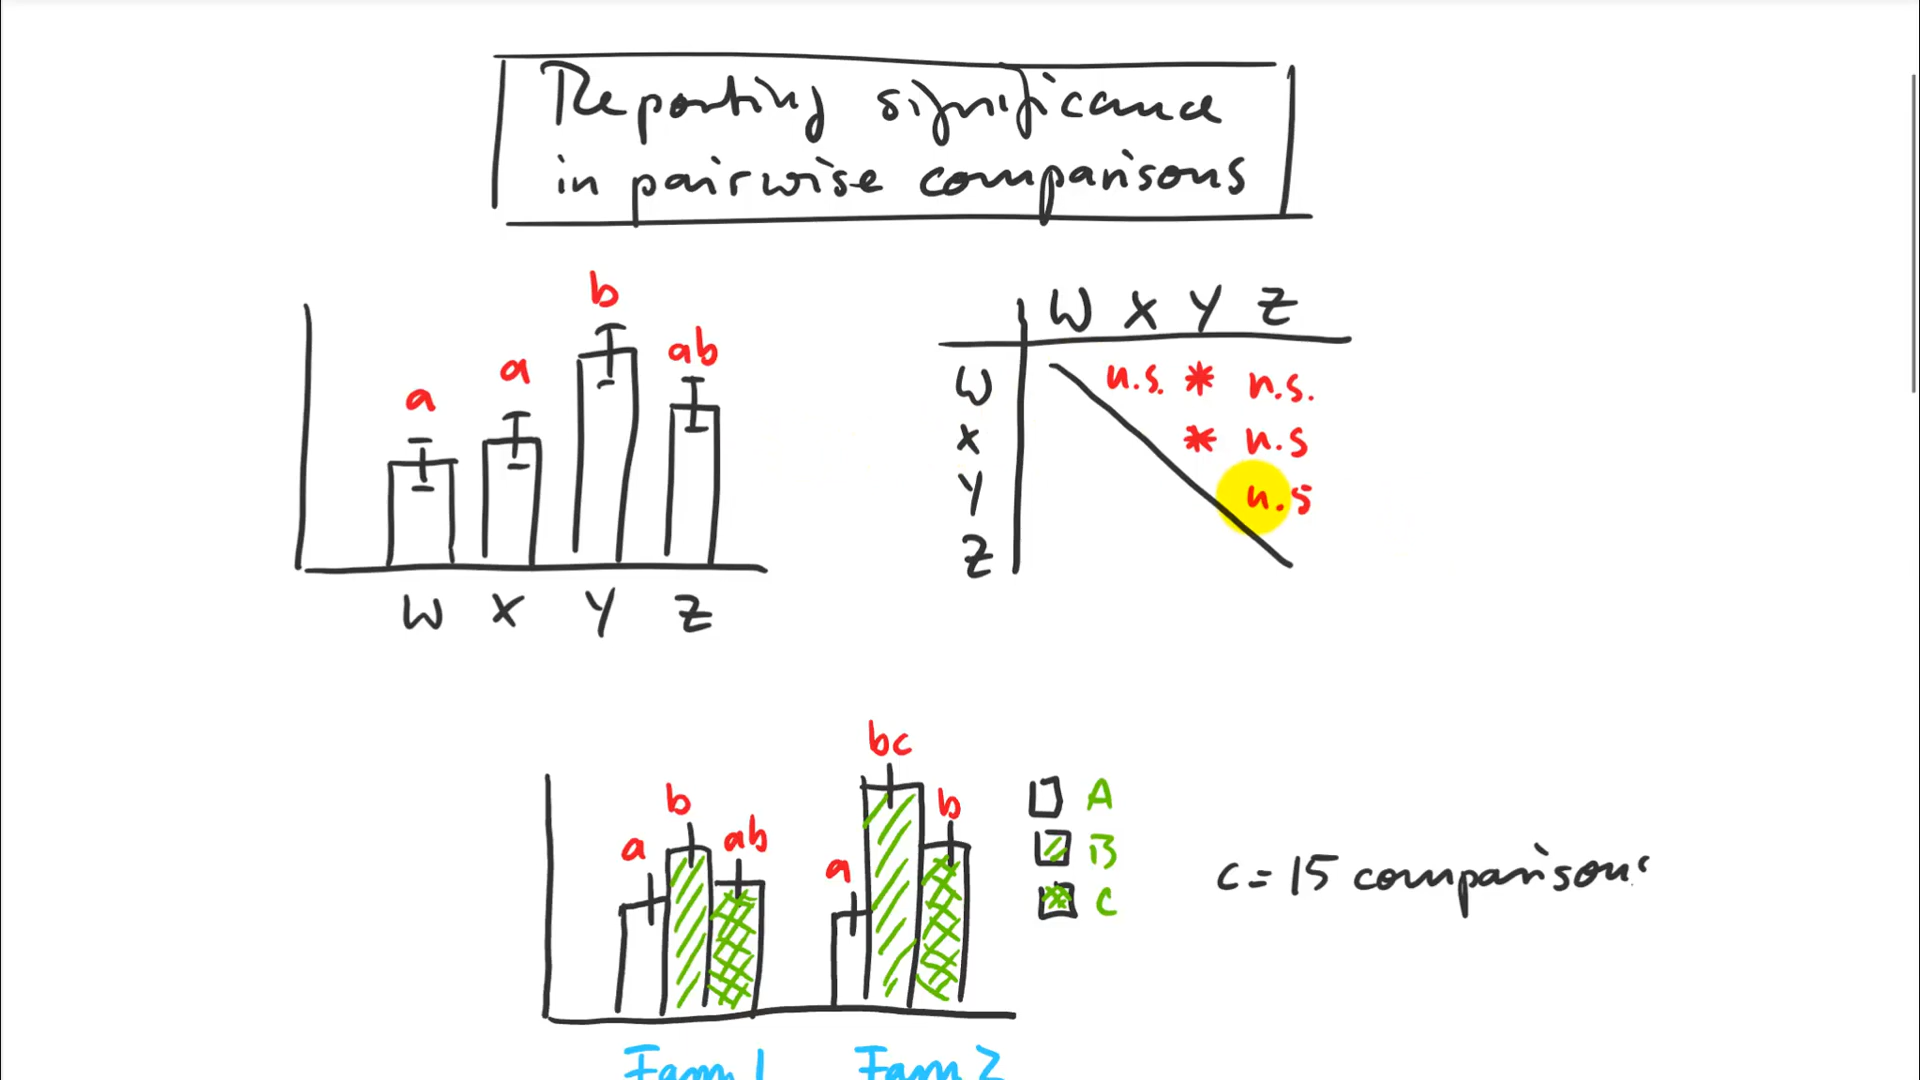 Reporting significance
in pairwise comparisons
b
ab
a
a
W X Y Z
W X Y Z
W n.s. * n.s.
X * n.s
Y n.s
Z
bc
b
b
ab
a
a
A
B
C
c = 15 comparisons
Fam 1 Fam 2